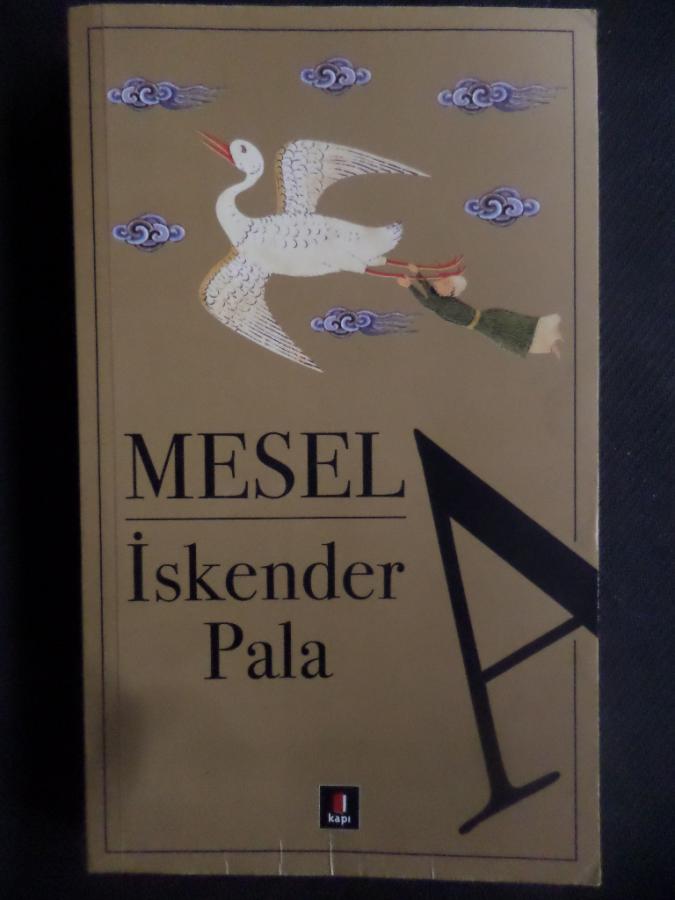 MESEL A
İskender
Pala
kapı